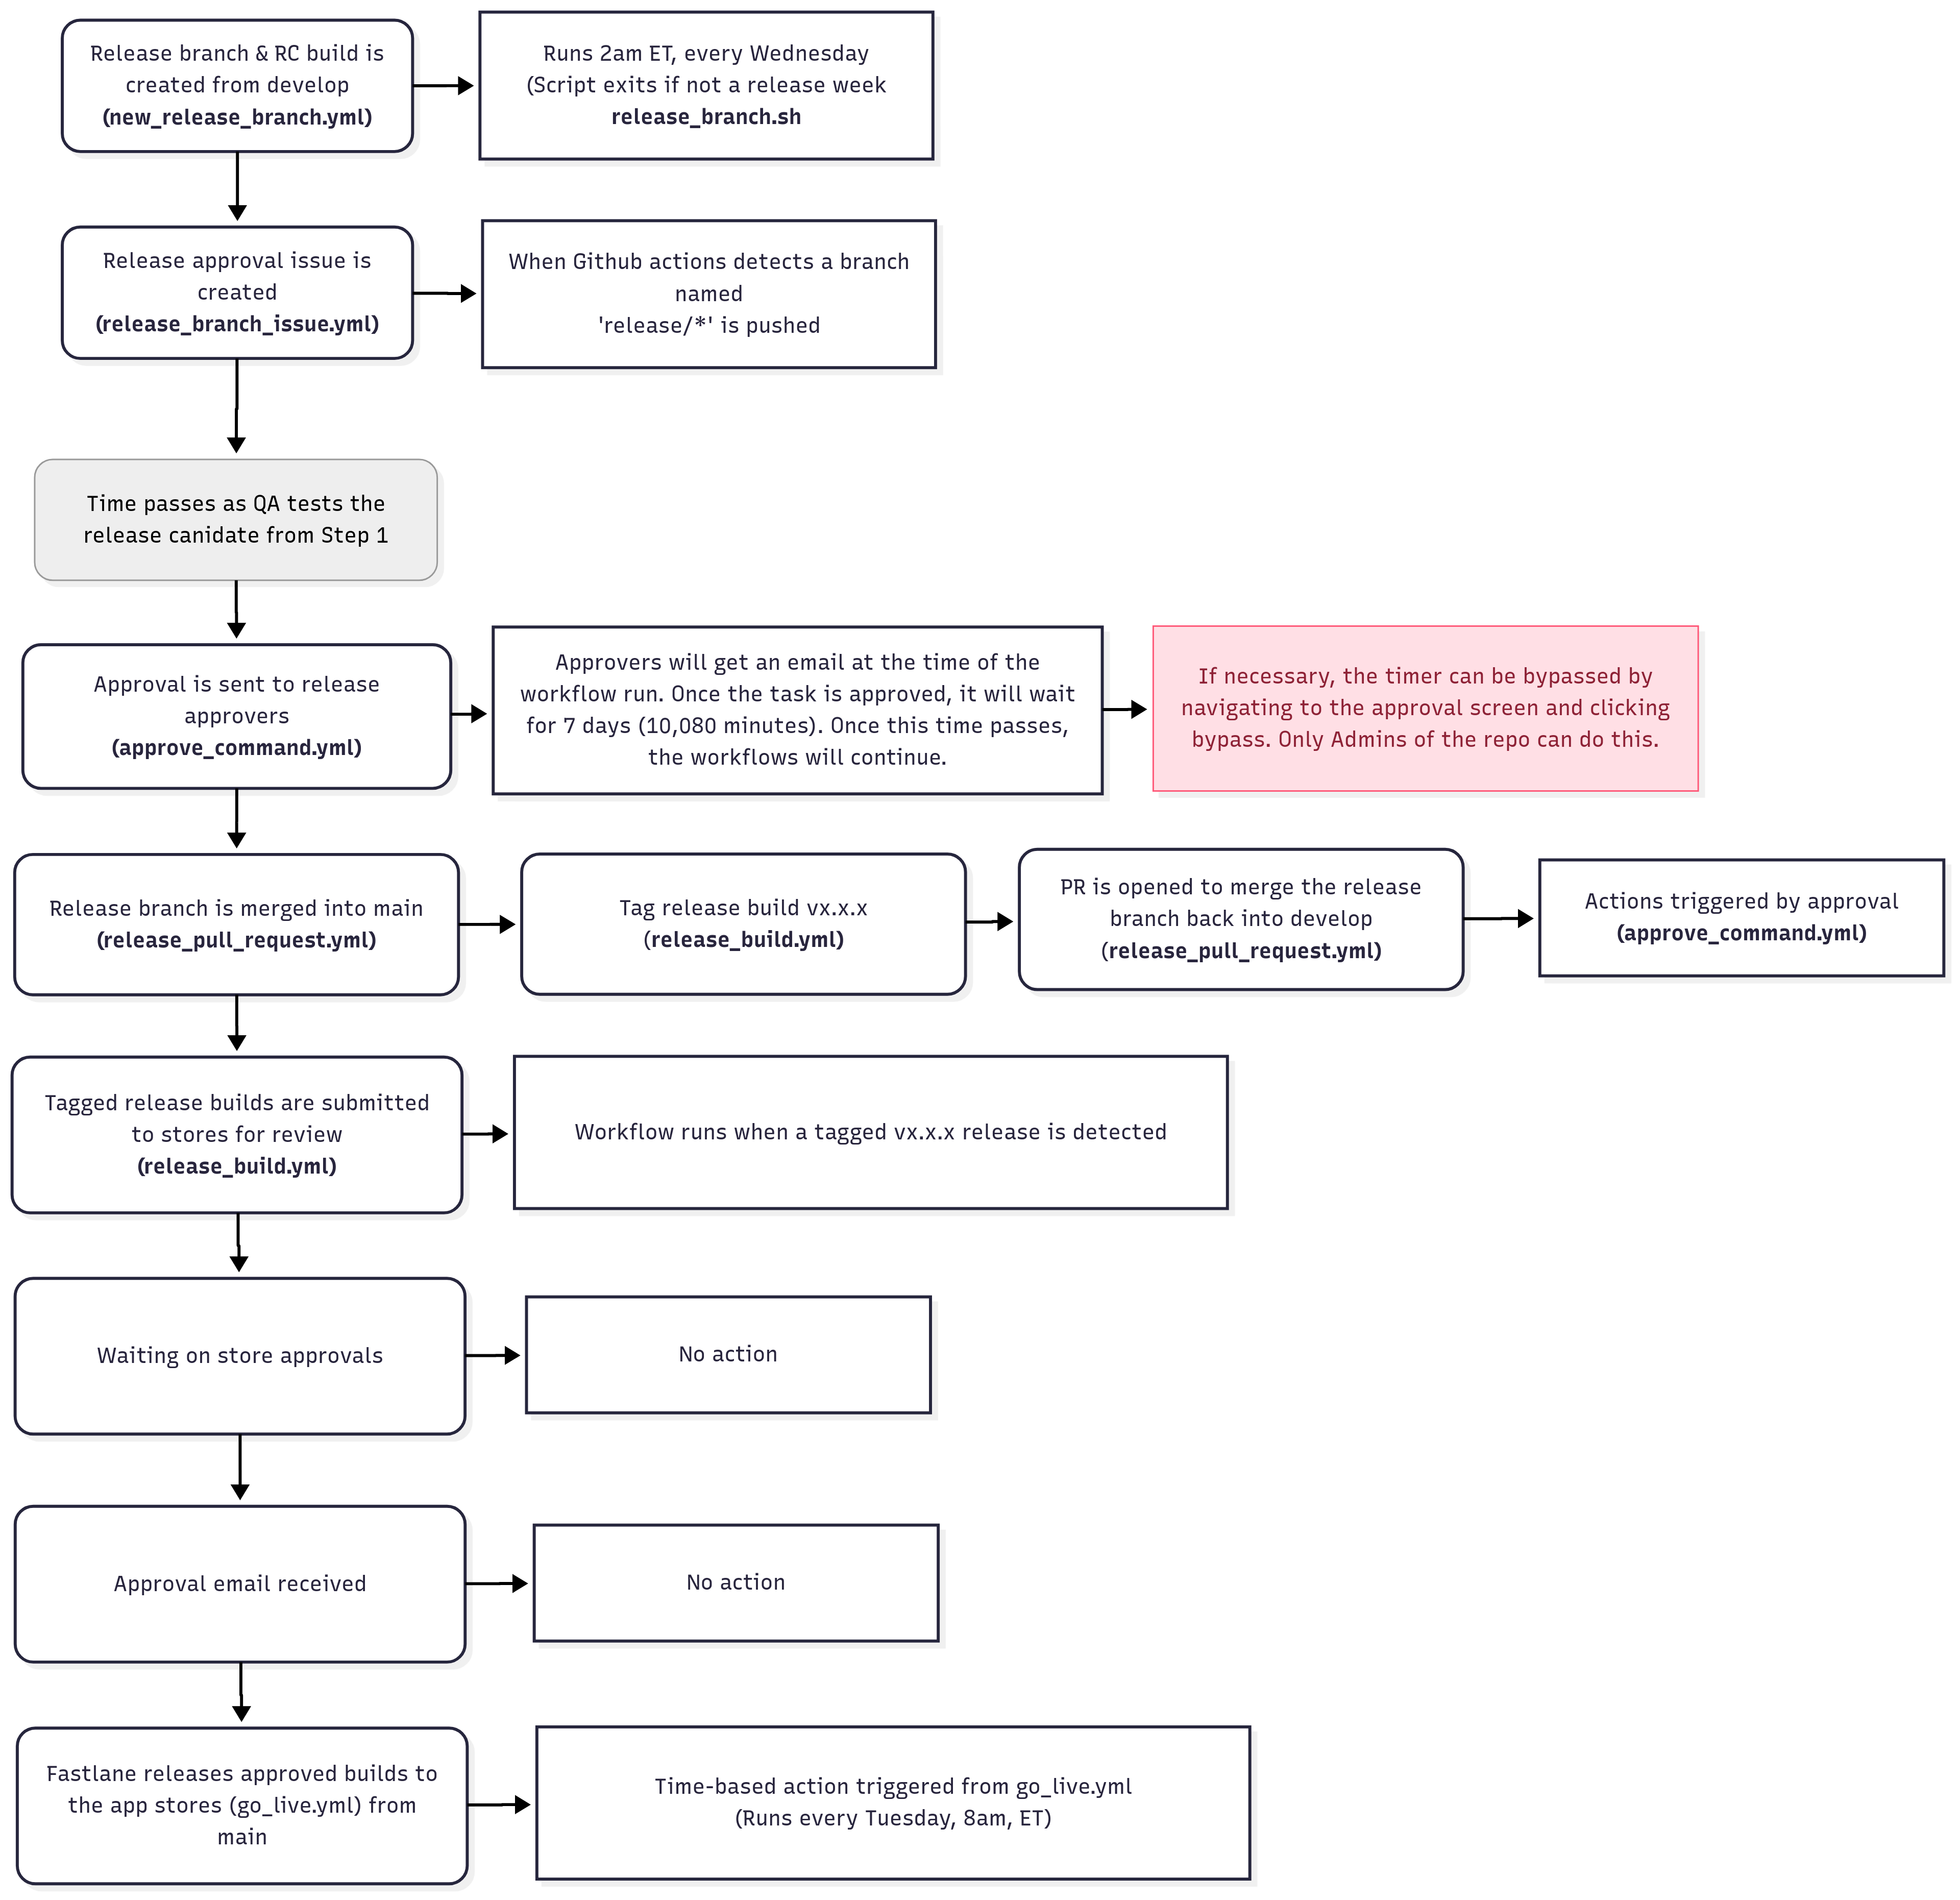 Release branch & RC build is
created from develop
(new_release_branch.yml)
Runs 2am ET, every Wednesday
(Script exits if not a release week
release_branch.sh
Release approval issue is
created
(release_branch_issue.yml)
When Github actions detects a branch
named
'release/*' is pushed
Time passes as QA tests the
release canidate from Step 1
Approval is sent to release
approvers
(approve_command.yml)
Approvers will get an email at the time of the
workflow run. Once the task is approved, it will wait
for 7 days (10,080 minutes). Once this time passes,
the workflows will continue.
If necessary, the timer can be bypassed by
navigating to the approval screen and clicking
bypass. Only Admins of the repo can do this.
Release branch is merged into main
(release_pull_request.yml)
Tag release build vx.x.x
(release_build.yml)
PR is opened to merge the release
branch back into develop
(release_pull_request.yml)
Actions triggered by approval
(approve_command.yml)
Tagged release builds are submitted
to stores for review
(release_build.yml)
Workflow runs when a tagged vx.x.x release is detected
Waiting on store approvals
No action
Approval email received
No action
Fastlane releases approved builds to
the app stores (go_live.yml) from
main
Time-based action triggered from go_live.yml
(Runs every Tuesday, 8am, ET)